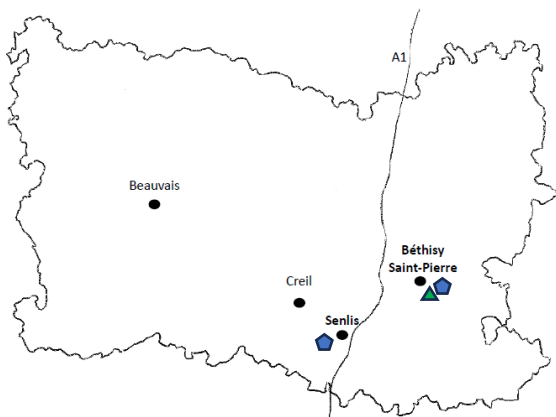 A1
Beauvais
Béthisy
Saint-Pierre
Creil
Senlis